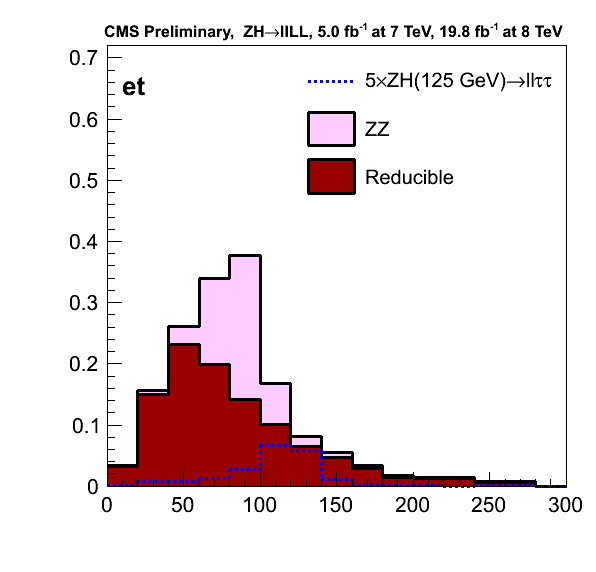 CMS Preliminary, ZH→llLL, 5.0 fb⁻¹ at 7 TeV, 19.8 fb⁻¹ at 8 TeV
0.7
et
5×ZH(125 GeV)→llττ
0.6
ZZ
0.5
Reducible
0.4
0.3
0.2
0.1
0
0 50 100 150 200 250 300